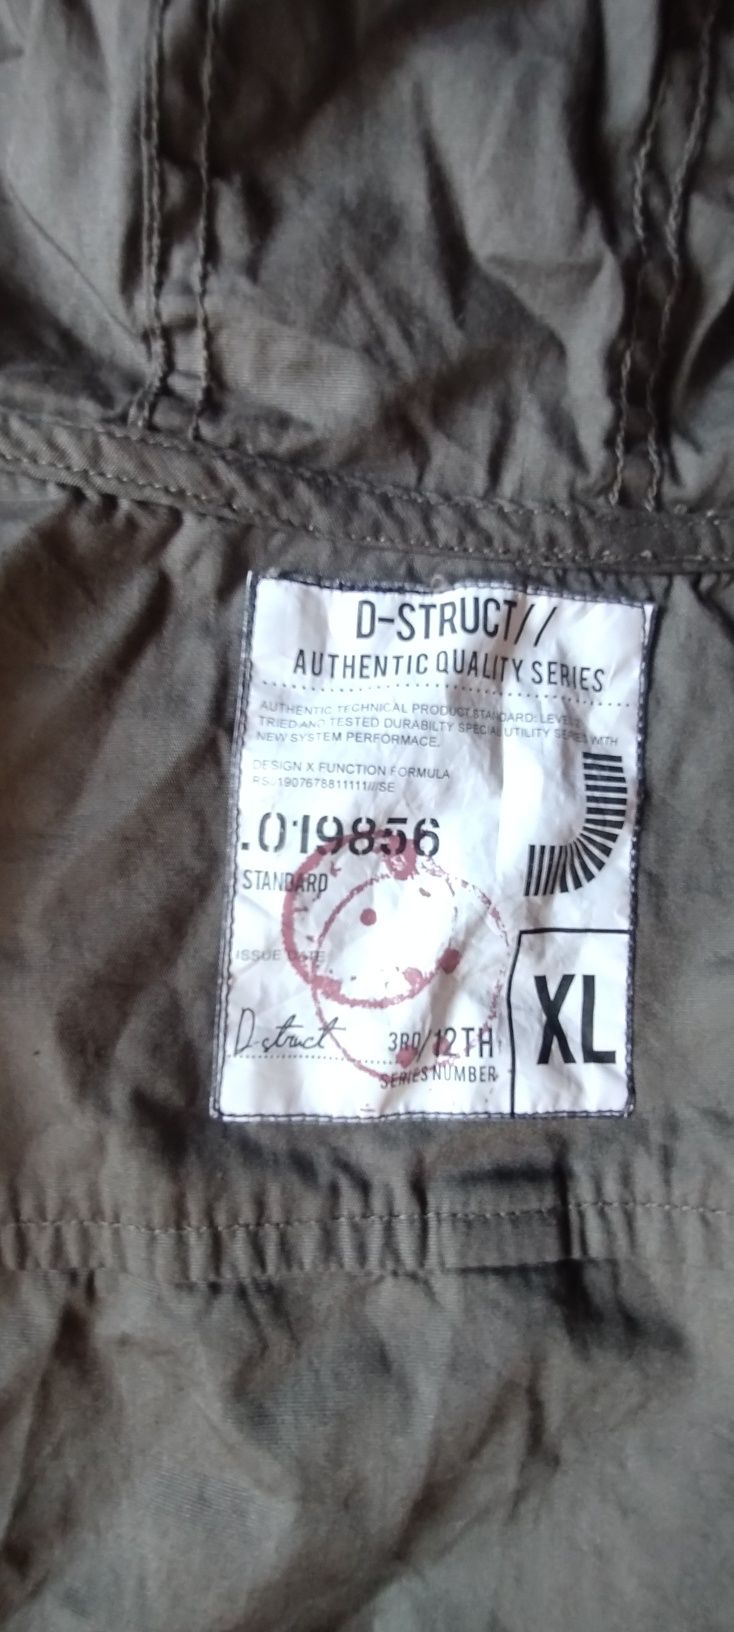 D-STRUCT//
AUTHENTIC QUALITY SERIES
AUTHENTIC TECHNICAL PRODUCT STANDARD: LEVEL
TRIED AND TESTED DURABILTY SPECIAL UTILITY SERIES WITH
NEW SYSTEM PERFORMACE.
DESIGN X FUNCTION FORMULA
.019856
STANDARD
ISSUE DATE
D-struct
3RD/12TH
SERIES NUMBER
XL